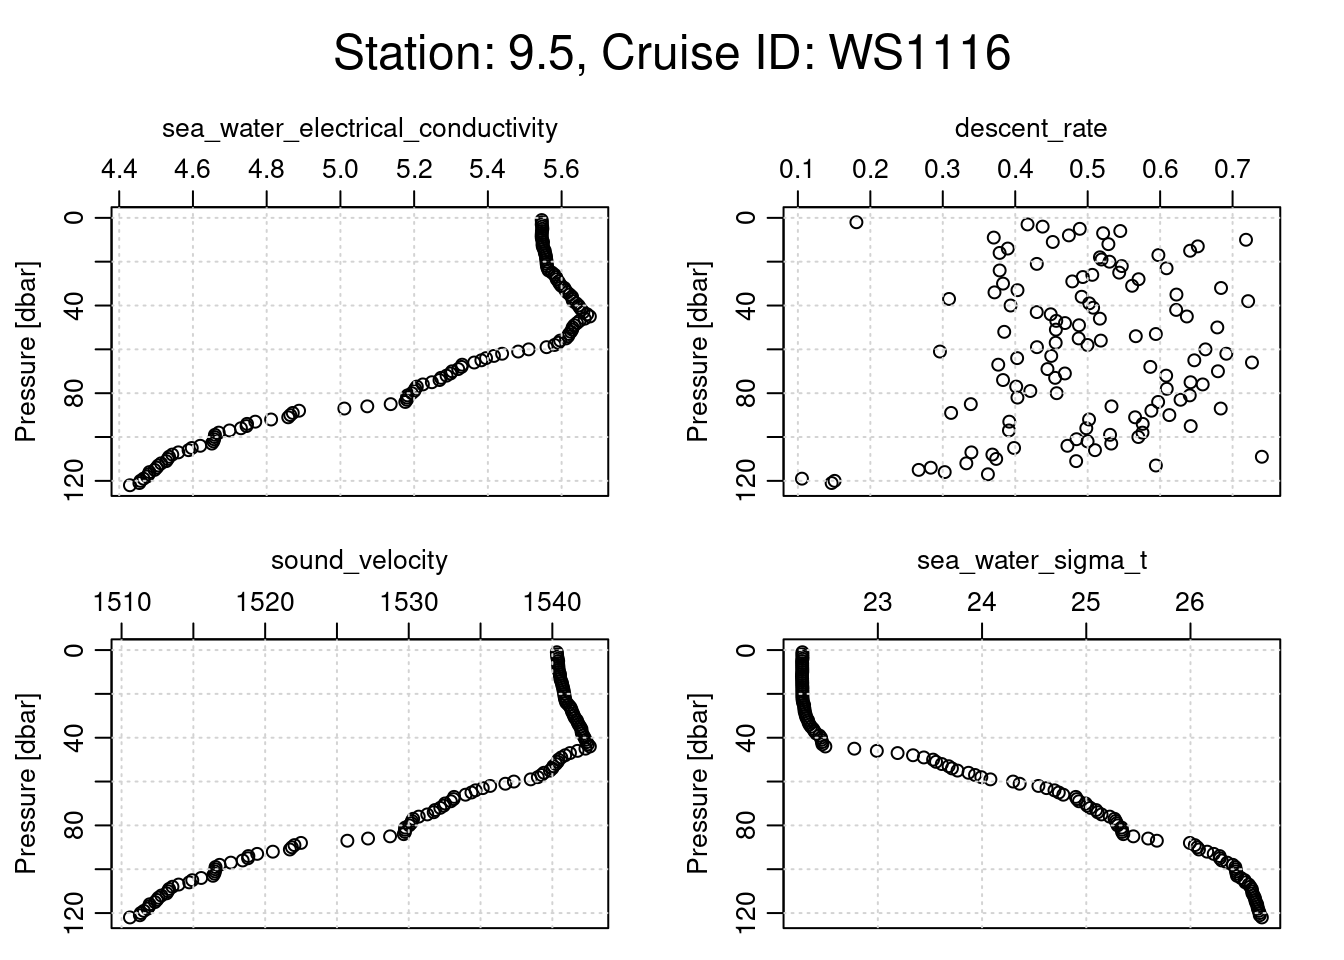 Station: 9.5, Cruise ID: WS1116
sea_water_electrical_conductivity
4.4 4.6 4.8 5.0 5.2 5.4 5.6
Pressure [dbar]
0
40
80
120
descent_rate
0.1 0.2 0.3 0.4 0.5 0.6 0.7
Pressure [dbar]
0
40
80
120
sound_velocity
1510 1520 1530 1540
Pressure [dbar]
0
40
80
120
sea_water_sigma_t
23 24 25 26
Pressure [dbar]
0
40
80
120